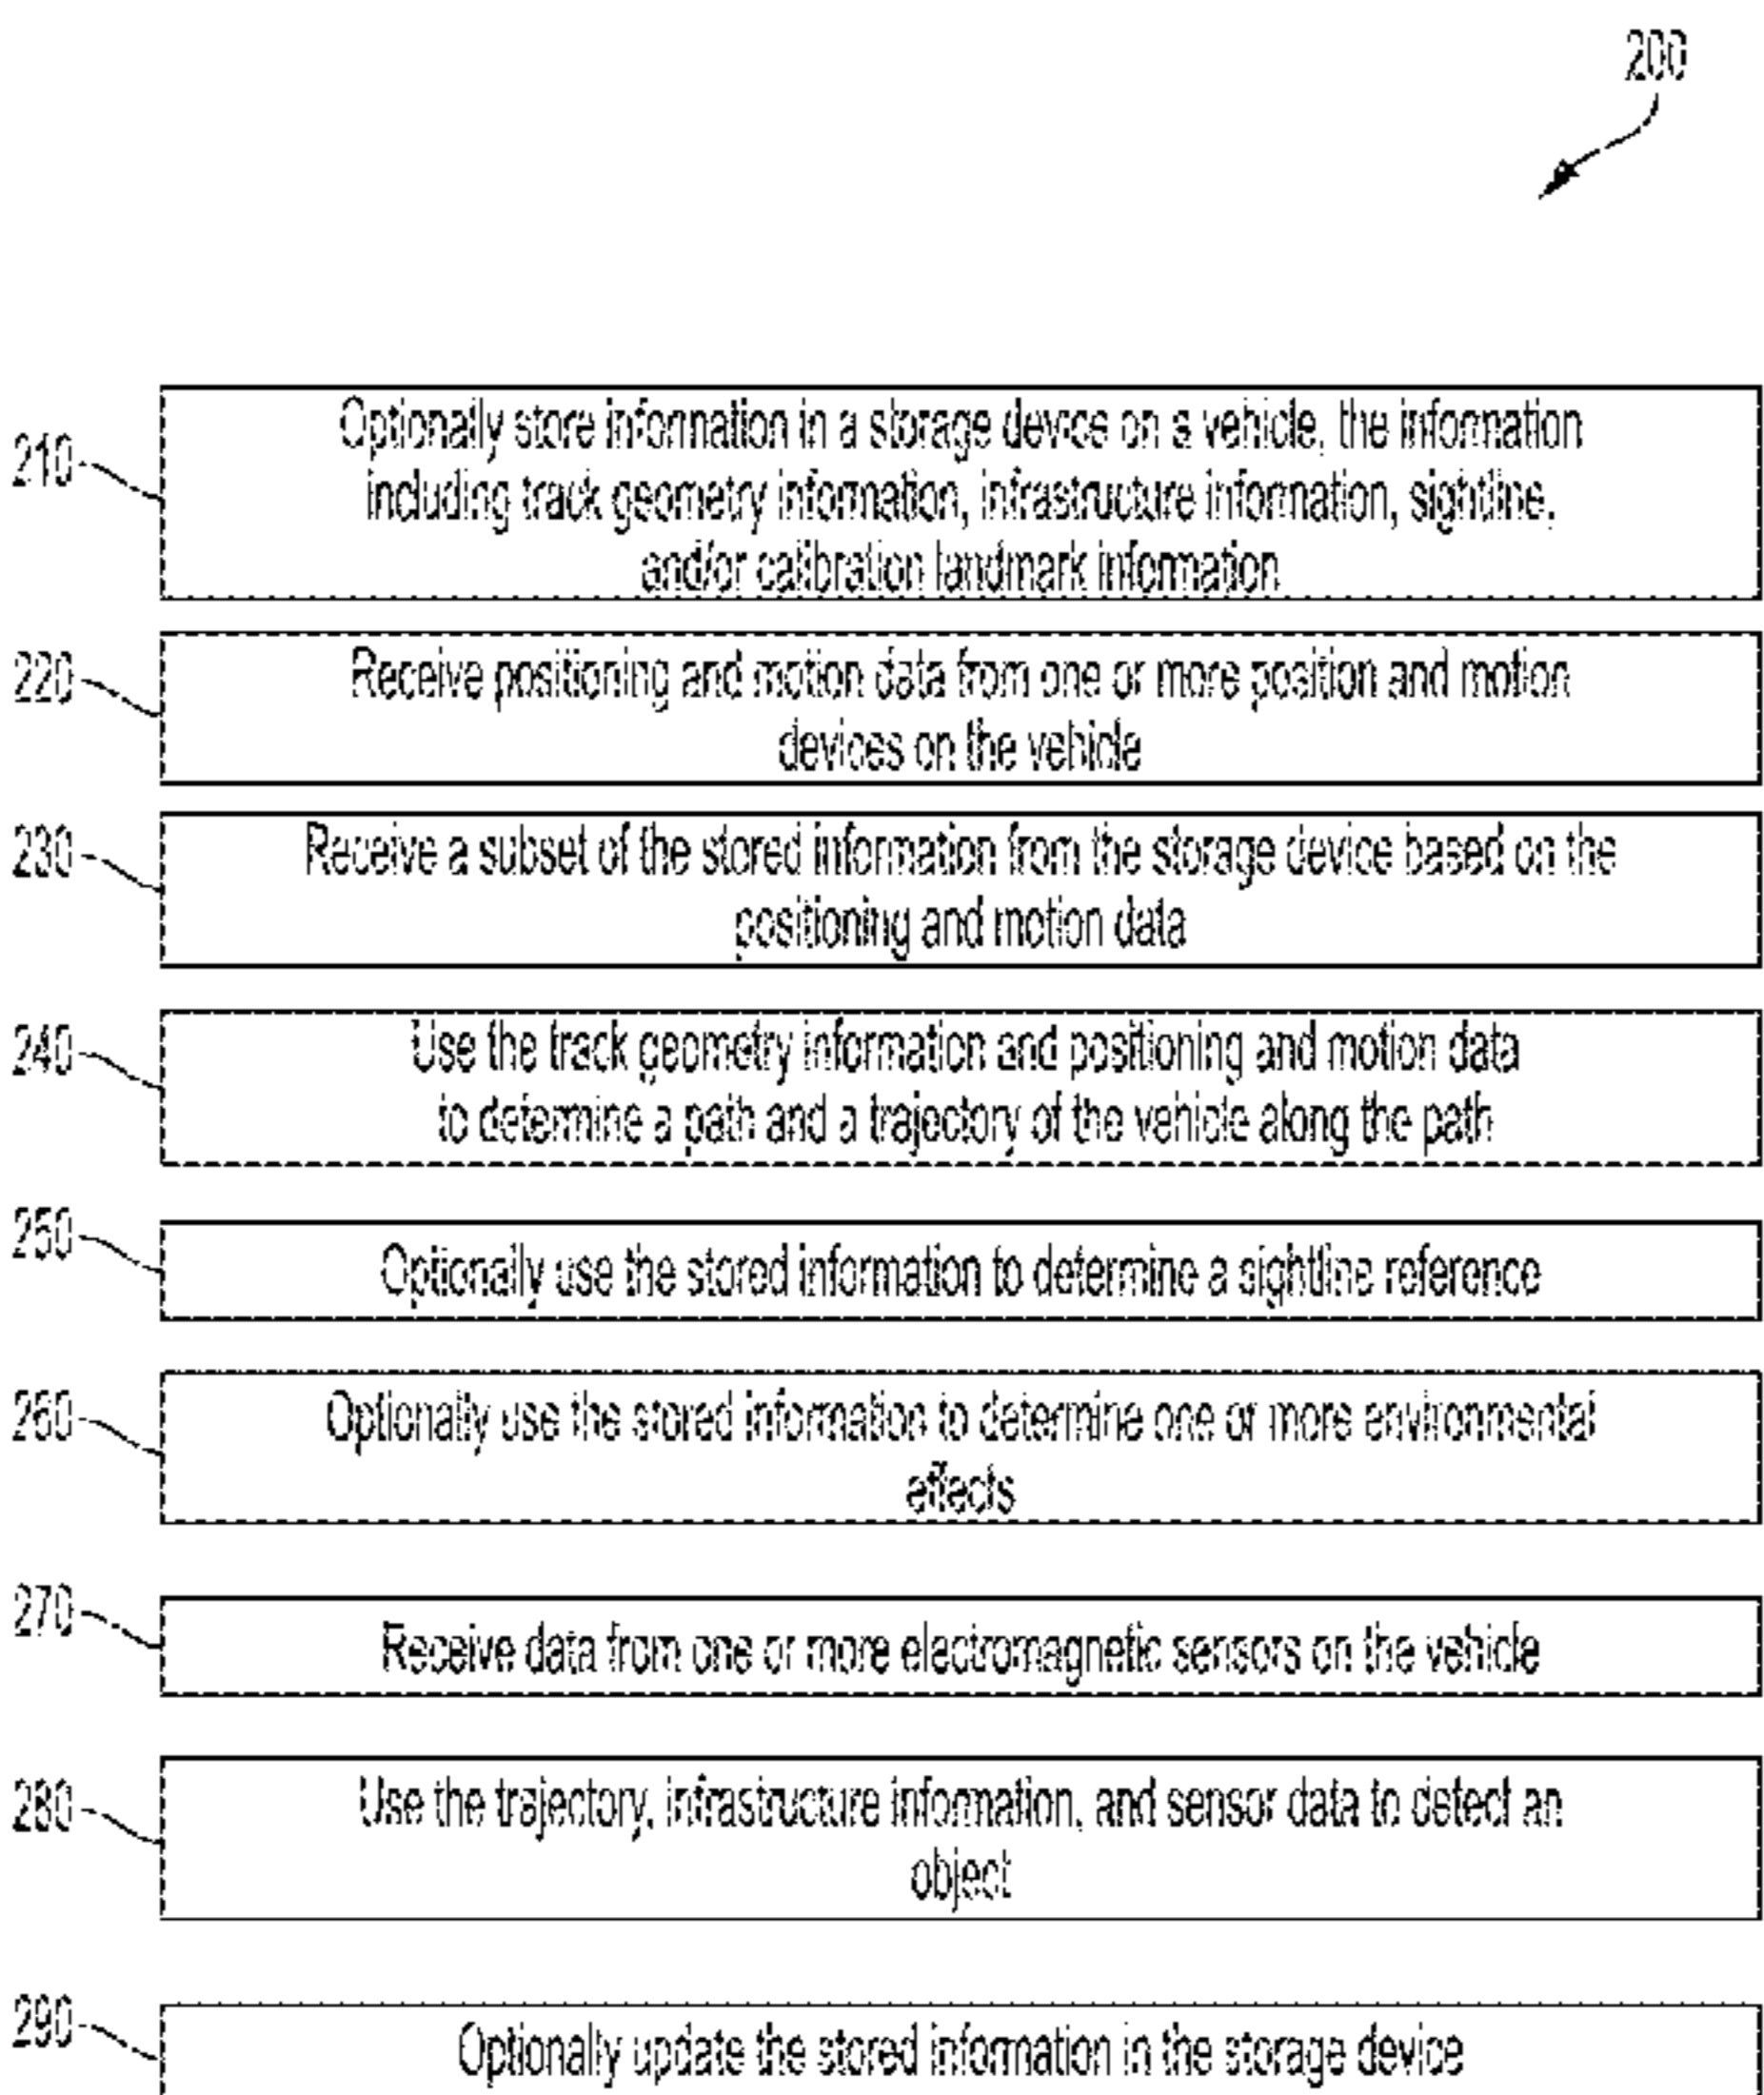 200
210
Optionally store information in a storage device on a vehicle, the information
including track geometry information, infrastructure information, sightline,
and/or calibration landmark information
220
Receive positioning and motion data from one or more position and motion
devices on the vehicle
230
Receive a subset of the stored information from the storage device based on the
positioning and motion data
240
Use the track geometry information and positioning and motion data
to determine a path and a trajectory of the vehicle along the path
250
Optionally use the stored information to determine a sightline reference
260
Optionally use the stored information to determine one or more environmental
effects
270
Receive data from one or more electromagnetic sensors on the vehicle
280
Use the trajectory, infrastructure information, and sensor data to detect an
object
290
Optionally update the stored information in the storage device